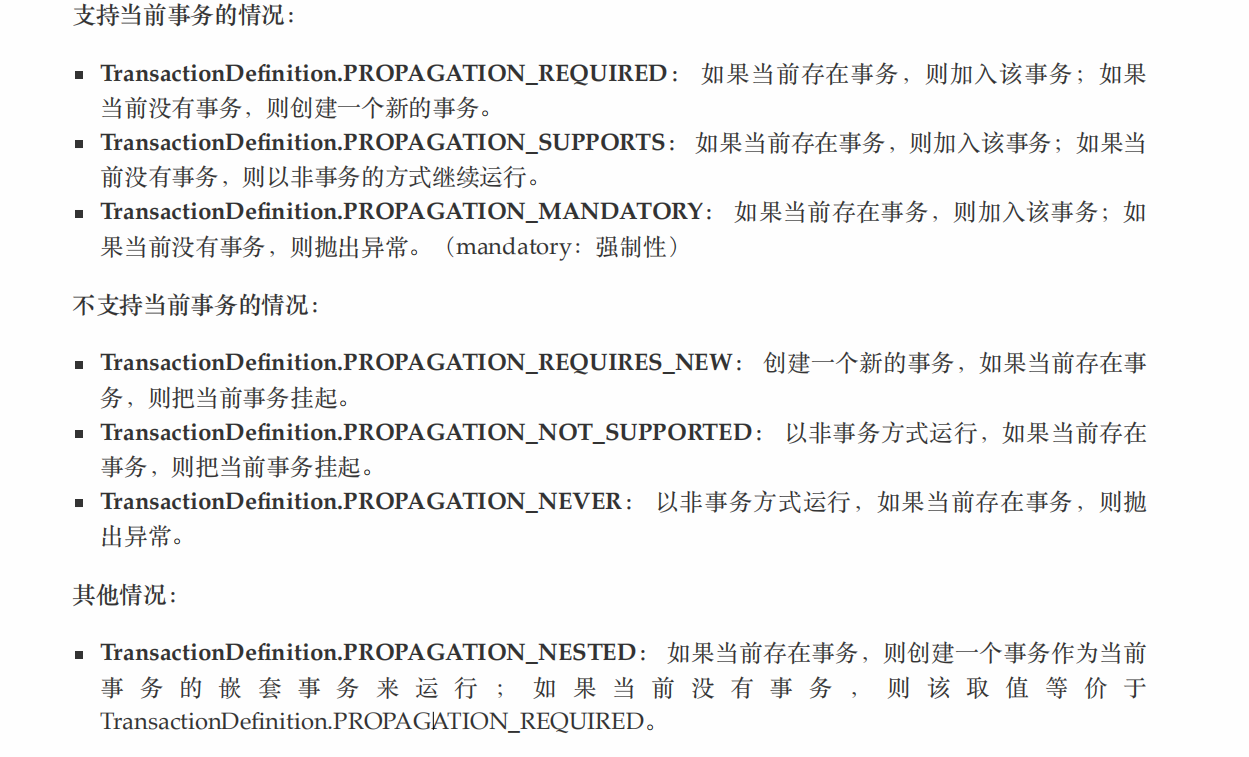 支持当前事务的情况：
TransactionDefinition.PROPAGATION_REQUIRED： 如果当前存在事务，则加入该事务；如果
当前没有事务，则创建一个新的事务。
TransactionDefinition.PROPAGATION_SUPPORTS： 如果当前存在事务，则加入该事务；如果当
前没有事务，则以非事务的方式继续运行。
TransactionDefinition.PROPAGATION_MANDATORY： 如果当前存在事务，则加入该事务；如
果当前没有事务，则抛出异常。（mandatory：强制性）
不支持当前事务的情况：
TransactionDefinition.PROPAGATION_REQUIRES_NEW： 创建一个新的事务，如果当前存在事
务，则把当前事务挂起。
TransactionDefinition.PROPAGATION_NOT_SUPPORTED： 以非事务方式运行，如果当前存在
事务，则把当前事务挂起。
TransactionDefinition.PROPAGATION_NEVER： 以非事务方式运行，如果当前存在事务，则抛
出异常。
其他情况：
TransactionDefinition.PROPAGATION_NESTED： 如果当前存在事务，则创建一个事务作为当前
事务的嵌套事务来运行；如果当前没有事务，则该取值等价于
TransactionDefinition.PROPAGATION_REQUIRED。